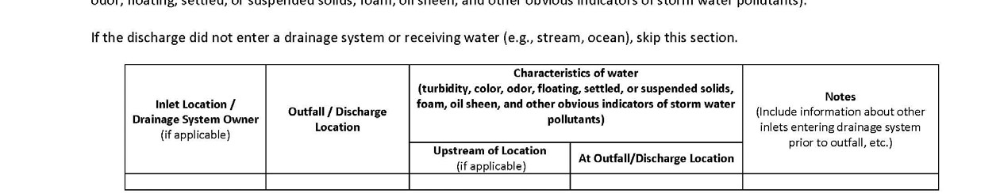 odor, floating, settled, or suspended solids, foam, oil sheen, and other obvious indicators of storm water pollutants).
If the discharge did not enter a drainage system or receiving water (e.g., stream, ocean), skip this section.
Inlet Location /
Drainage System Owner
(if applicable)
Outfall / Discharge
Location
Characteristics of water
(turbidity, color, odor, floating, settled, or suspended solids,
foam, oil sheen, and other obvious indicators of storm water
pollutants)
Upstream of Location
(if applicable)
At Outfall/Discharge Location
Notes
(Include information about other
inlets entering drainage system
prior to outfall, etc.)